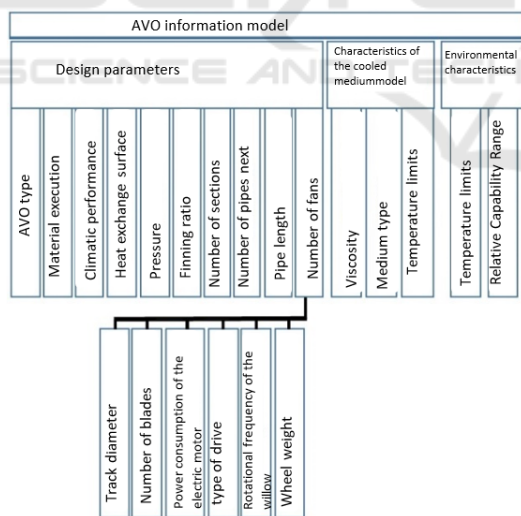 AVO information model
Design parameters
Characteristics of
the cooled
mediummodel
Environmental
characteristics
AVO type
Material execution
Climatic performance
Heat exchange surface
Pressure
Finning ratio
Number of sections
Number of pipes next
Pipe length
Number of fans
Viscosity
Medium type
Temperature limits
Temperature limits
Relative Capability Range
Track diameter
Number of blades
Power consumption of the
electric motor
type of drive
Rotational frequency of the
willow
Wheel weight
SCIENCE AND TECH